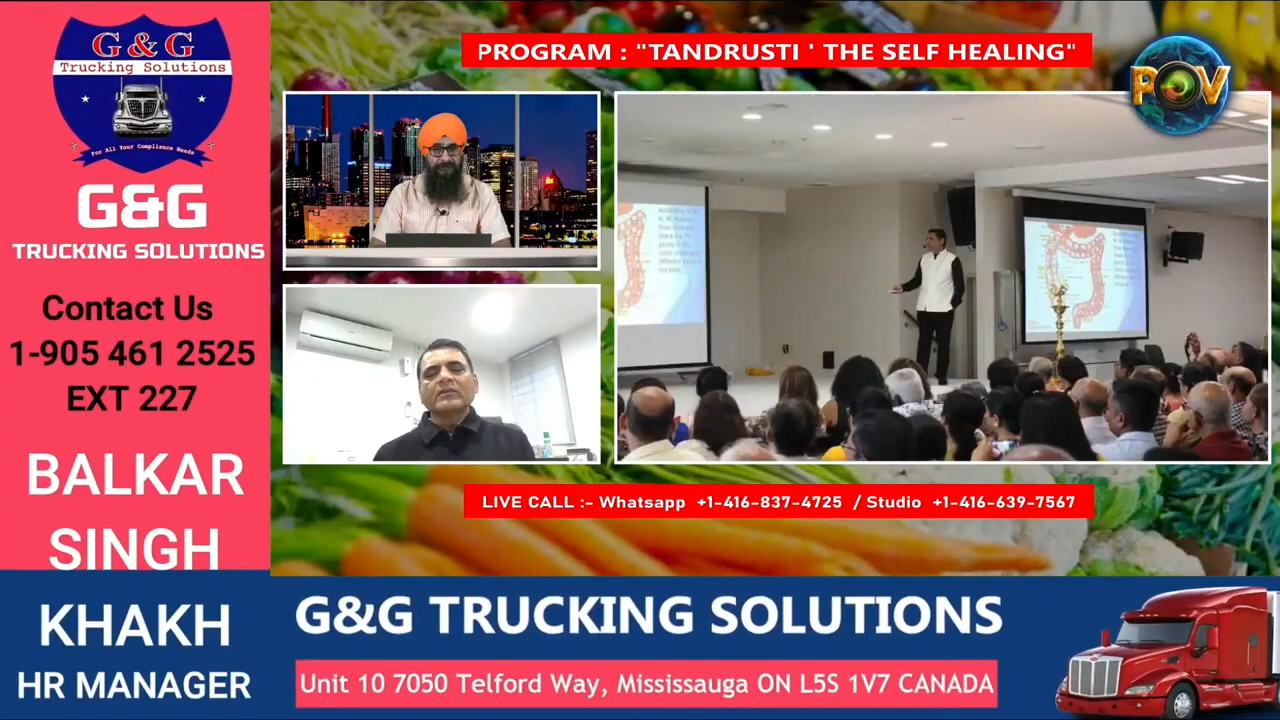 G & G
Trucking Solutions
For All Your Compliance Needs
G&G
TRUCKING SOLUTIONS
Contact Us
1-905 461 2525
EXT 227
BALKAR
SINGH
KHAKH
HR MANAGER
PROGRAM : "TANDRUSTI ' THE SELF HEALING"
POV
LIVE CALL :- Whatsapp +1-416-837-4725 / Studio +1-416-639-7567
G&G TRUCKING SOLUTIONS
Unit 10 7050 Telford Way, Mississauga ON L5S 1V7 CANADA